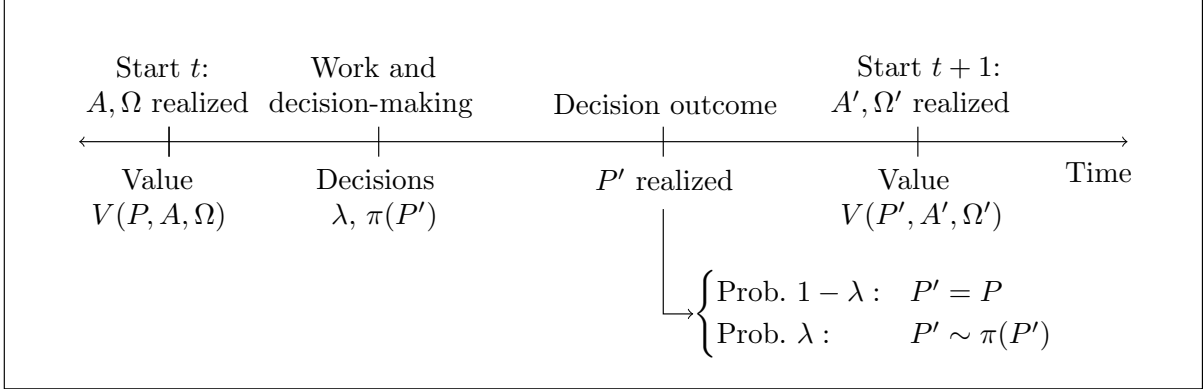 Start t:
A, Ω realized
Work and
decision-making
Decision outcome
Start t + 1:
A′, Ω′ realized
Value
V(P, A, Ω)
Decisions
λ, π(P′)
P′ realized
Value
V(P′, A′, Ω′)
Time
Prob. 1 − λ : P′ = P
Prob. λ : P′ ∼ π(P′)